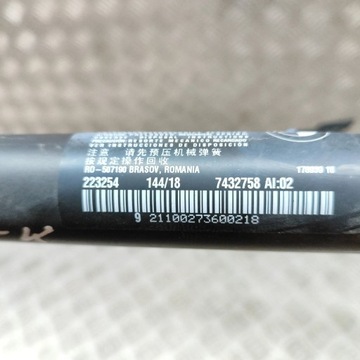 VER INSTRUCCIONES DE DISPOSICION
注意 请先预压机械弹簧
按规定操作回收
RO-507190 BRASOV, ROMANIA
223254 144/18 7432758 AI:02
9 21100273600218